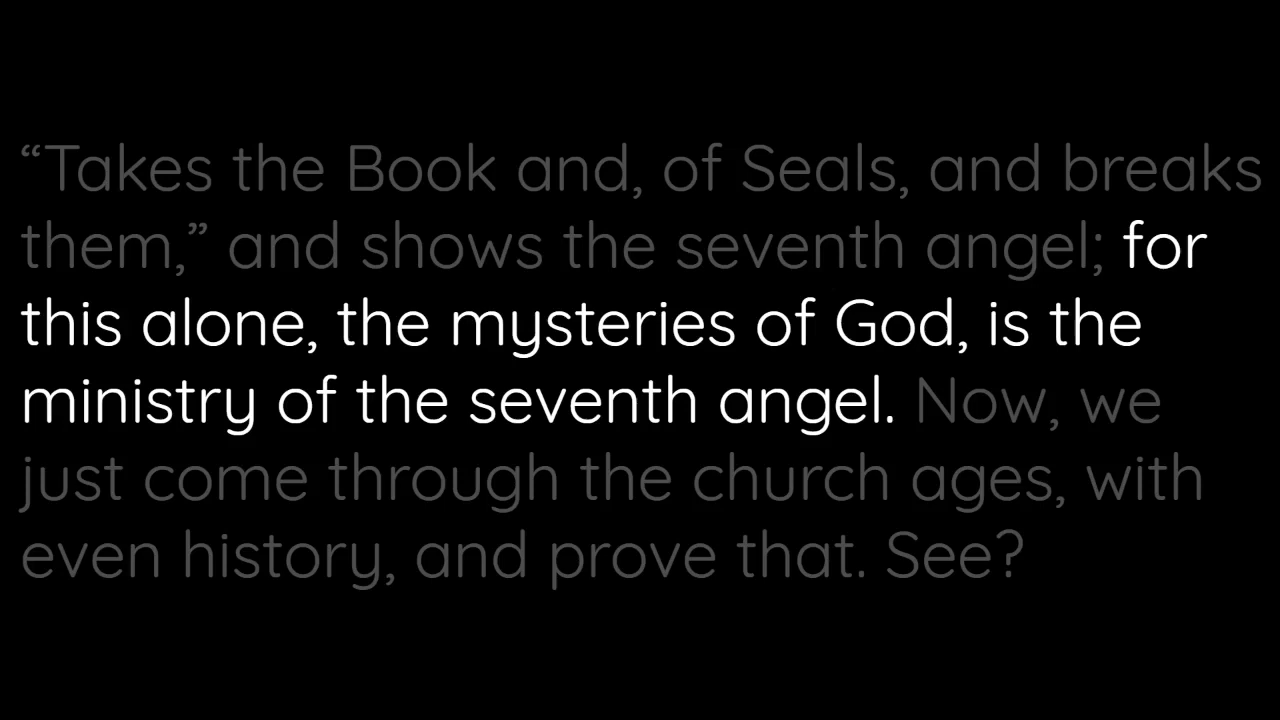 “Takes the Book and, of Seals, and breaks
them,” and shows the seventh angel; for
this alone, the mysteries of God, is the
ministry of the seventh angel. Now, we
just come through the church ages, with
even history, and prove that. See?